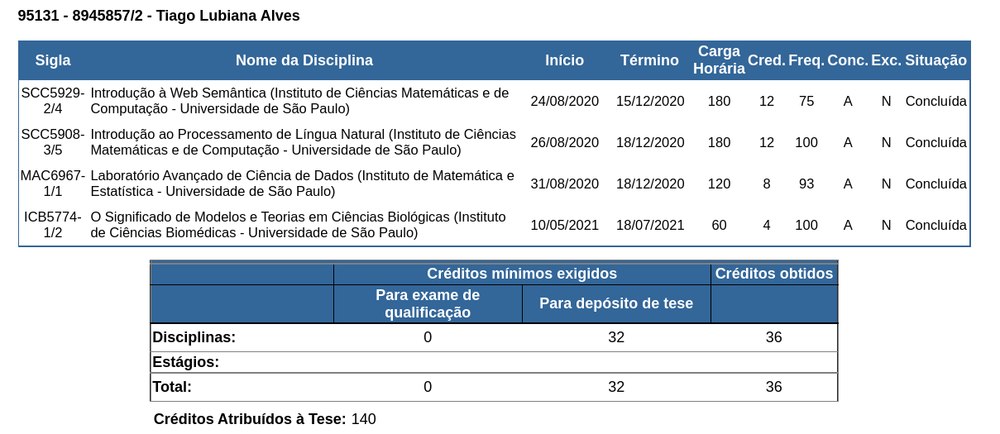 95131 - 8945857/2 - Tiago Lubiana Alves
Sigla Nome da Disciplina Início Término Carga Horária Cred. Freq. Conc. Exc. Situação
SCC5929-2/4 Introdução à Web Semântica (Instituto de Ciências Matemáticas e de Computação - Universidade de São Paulo) 24/08/2020 15/12/2020 180 12 75 A N Concluída
SCC5908-3/5 Introdução ao Processamento de Língua Natural (Instituto de Ciências Matemáticas e de Computação - Universidade de São Paulo) 26/08/2020 18/12/2020 180 12 100 A N Concluída
MAC6967-1/1 Laboratório Avançado de Ciência de Dados (Instituto de Matemática e Estatística - Universidade de São Paulo) 31/08/2020 18/12/2020 120 8 93 A N Concluída
ICB5774-1/2 O Significado de Modelos e Teorias em Ciências Biológicas (Instituto de Ciências Biomédicas - Universidade de São Paulo) 10/05/2021 18/07/2021 60 4 100 A N Concluída
Créditos mínimos exigidos Créditos obtidos
Para exame de qualificação Para depósito de tese
Disciplinas: 0 32 36
Estágios:
Total: 0 32 36
Créditos Atribuídos à Tese: 140